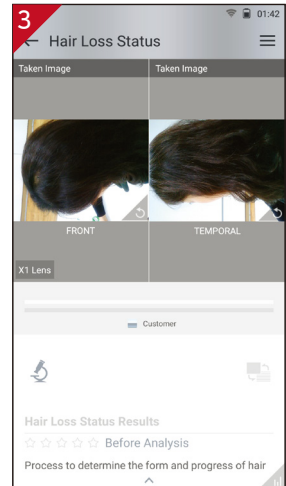 3
01:42
Hair Loss Status
Taken Image Taken Image
FRONT TEMPORAL
X1 Lens
Customer
Hair Loss Status Results
Before Analysis
Process to determine the form and progress of hair